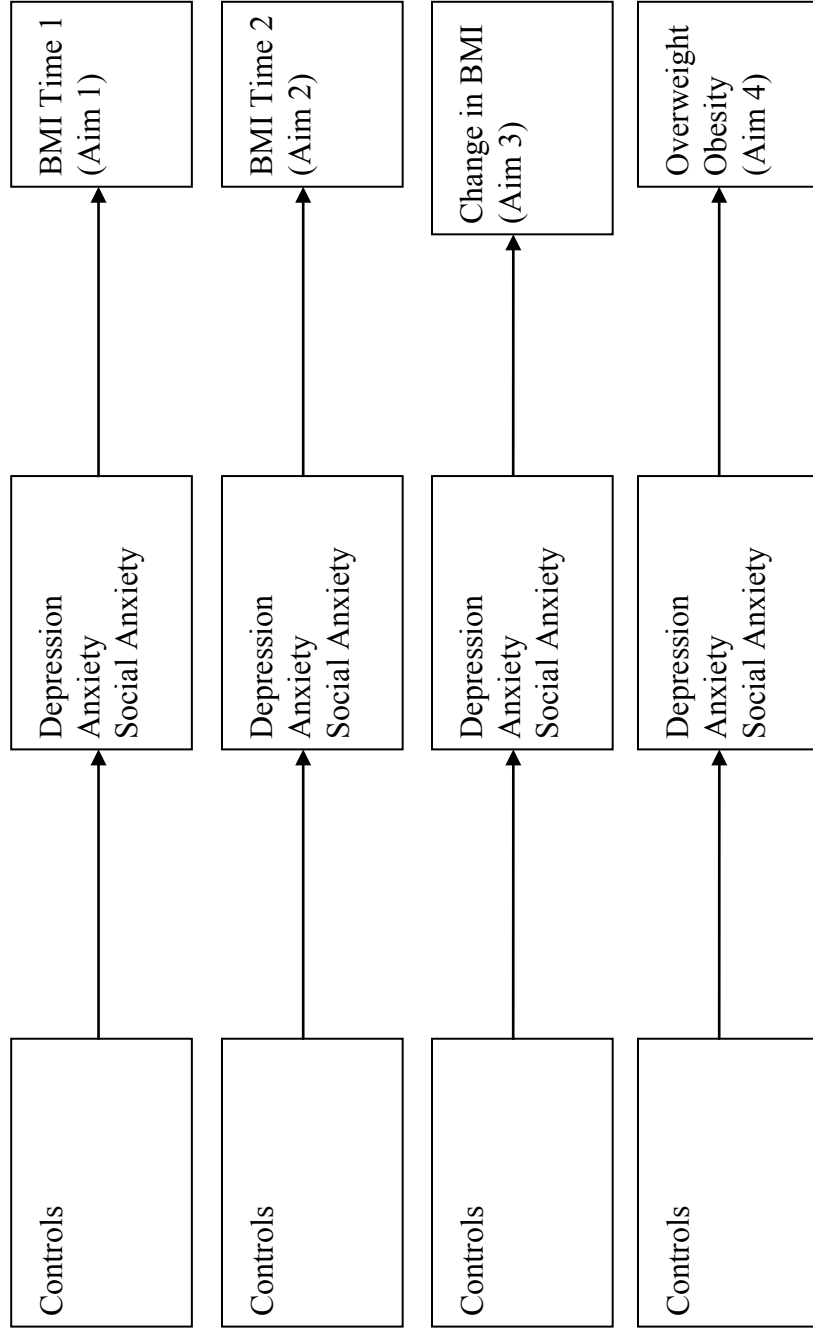 Controls
Depression
Anxiety
Social Anxiety
BMI Time 1
(Aim 1)
Controls
Depression
Anxiety
Social Anxiety
BMI Time 2
(Aim 2)
Controls
Depression
Anxiety
Social Anxiety
Change in BMI
(Aim 3)
Controls
Depression
Anxiety
Social Anxiety
Overweight
Obesity
(Aim 4)